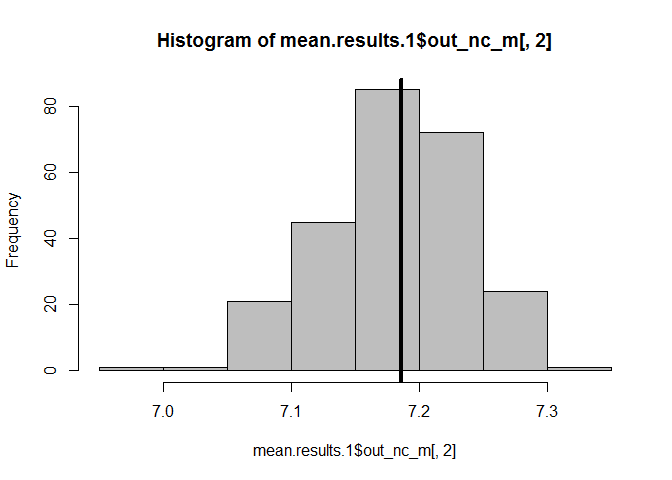 Histogram of mean.results.1$out_nc_m[, 2]
Frequency
80
60
40
20
0
7.0 7.1 7.2 7.3
mean.results.1$out_nc_m[, 2]